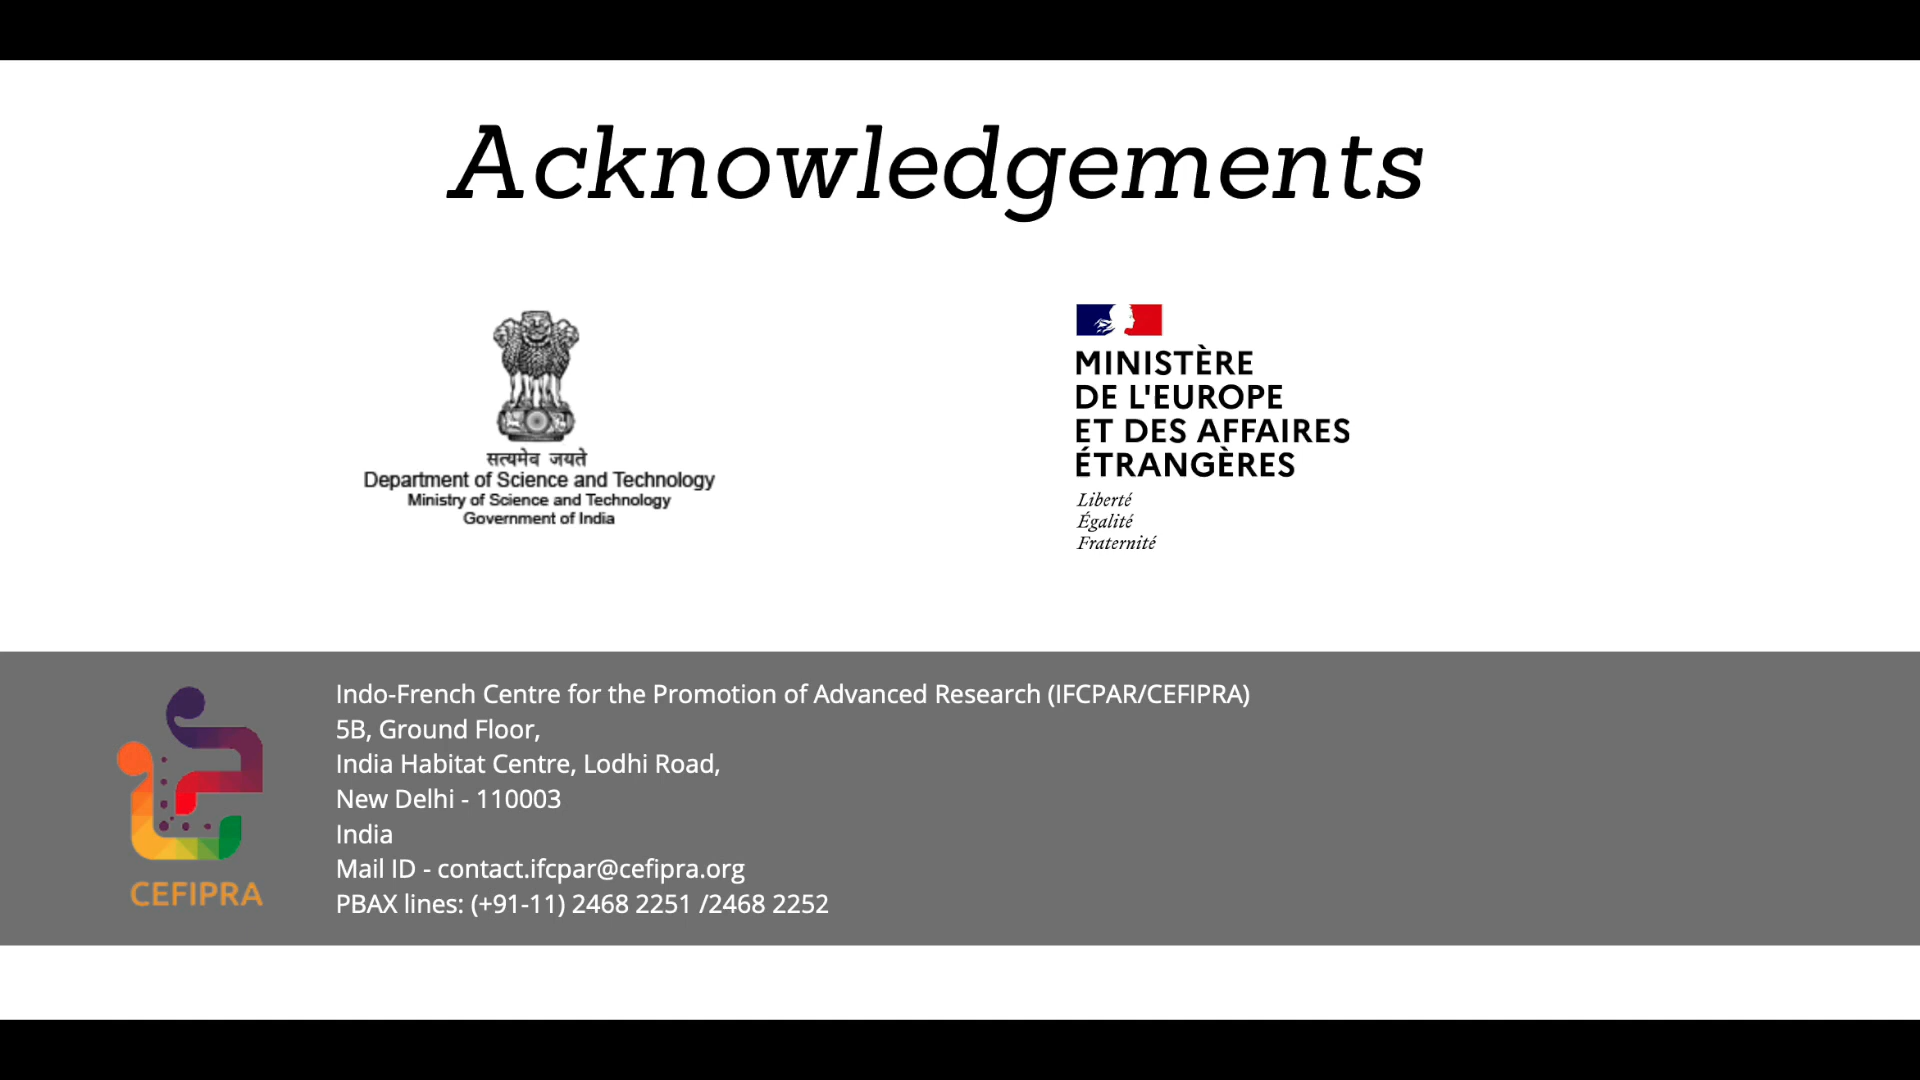 Acknowledgements
सत्यमेव जयते
Department of Science and Technology
Ministry of Science and Technology
Government of India
MINISTÈRE
DE L'EUROPE
ET DES AFFAIRES
ÉTRANGÈRES
Liberté
Égalité
Fraternité
CEFIPRA
Indo-French Centre for the Promotion of Advanced Research (IFCPAR/CEFIPRA)
5B, Ground Floor,
India Habitat Centre, Lodhi Road,
New Delhi - 110003
India
Mail ID - contact.ifcpar@cefipra.org
PBAX lines: (+91-11) 2468 2251 /2468 2252